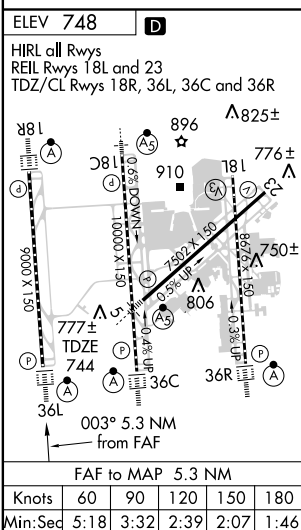 ELEV 748 D
HIRL all Rwys
REIL Rwys 18L and 23
TDZ/CL Rwys 18R, 36L, 36C and 36R
825±
896
776±
18R
A
A5
18C
18L
910
P
P
V3
V
23
0.6% DOWN
9000 X 150
10000 X 150
7502 X 150
0.5% UP
8676 X 150
750±
P
5
806
A5
777±
TDZE
744
0.4% UP
0.3% UP
P
P
P
A
A
A
36L
36C
36R
003° 5.3 NM
from FAF
FAF to MAP 5.3 NM
Knots 60 90 120 150 180
Min:Sec 5:18 3:32 2:39 2:07 1:46